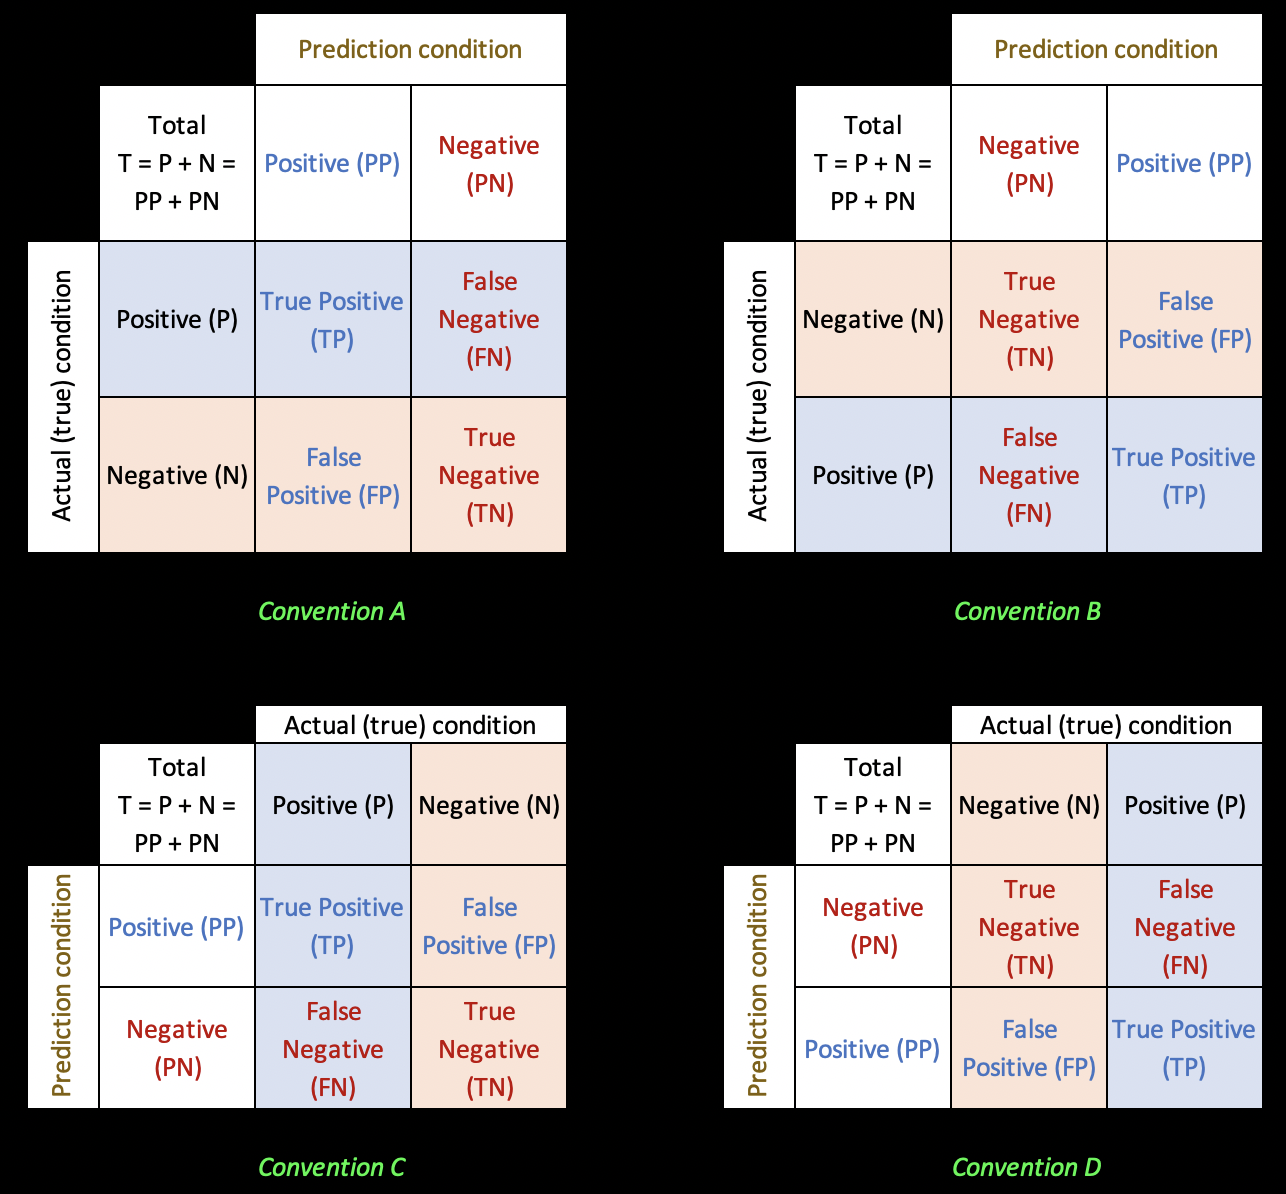 Prediction condition
Total
T = P + N =
PP + PN
Positive (PP)
Negative
(PN)
Actual (true) condition
Positive (P)
True Positive
(TP)
False
Negative
(FN)
Negative (N)
False
Positive (FP)
True
Negative
(TN)
Convention A
Prediction condition
Total
T = P + N =
PP + PN
Negative
(PN)
Positive (PP)
Actual (true) condition
Negative (N)
True
Negative
(TN)
False
Positive (FP)
Positive (P)
False
Negative
(FN)
True Positive
(TP)
Convention B
Actual (true) condition
Total
T = P + N =
PP + PN
Positive (P)
Negative (N)
Prediction condition
Positive (PP)
True Positive
(TP)
False
Positive (FP)
Negative
(PN)
False
Negative
(FN)
True
Negative
(TN)
Convention C
Actual (true) condition
Total
T = P + N =
PP + PN
Negative (N)
Positive (P)
Prediction condition
Negative
(PN)
True
Negative
(TN)
False
Negative
(FN)
Positive (PP)
False
Positive (FP)
True Positive
(TP)
Convention D